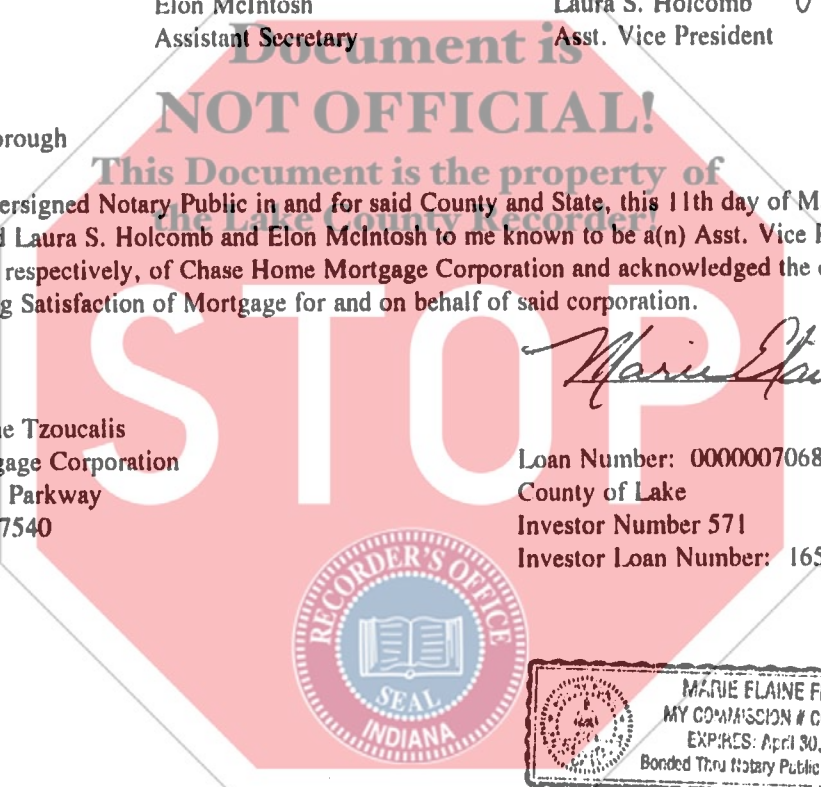 Elon McIntosh
Laura S. Holcomb
Assistant Secretary
Asst. Vice President
Document is
NOT OFFICIAL!
This Document is the property of
the Lake County Recorder!
orough
ersigned Notary Public in and for said County and State, this 11th day of M
d Laura S. Holcomb and Elon McIntosh to me known to be a(n) Asst. Vice P
respectively, of Chase Home Mortgage Corporation and acknowledged the e
g Satisfaction of Mortgage for and on behalf of said corporation.
STOP
Marie Elai
ne Tzoucalis
gage Corporation
Parkway
7540
Loan Number: 0000007068
County of Lake
Investor Number 571
Investor Loan Number: 165
RECORDER'S OFFICE
SEAL
INDIANA
MARIE ELAINE F
MY COMMISSION # C
EXPIRES: April 30,
Bonded Thru Notary Public